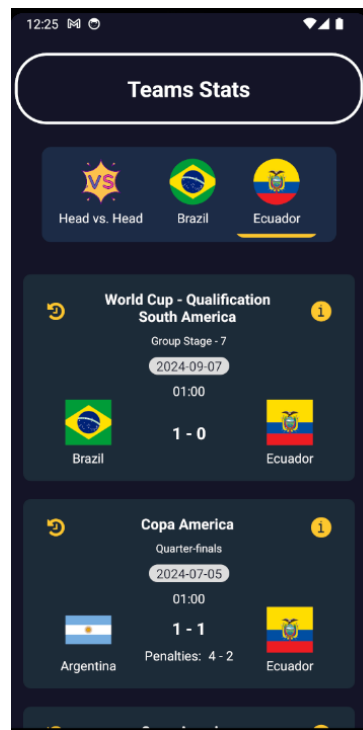 12:25
Teams Stats
VS
Head vs. Head
Brazil
Ecuador
World Cup - Qualification
South America
Group Stage - 7
2024-09-07
01:00
1 - 0
Brazil
Ecuador
Copa America
Quarter-finals
2024-07-05
01:00
1 - 1
Penalties: 4 - 2
Argentina
Ecuador